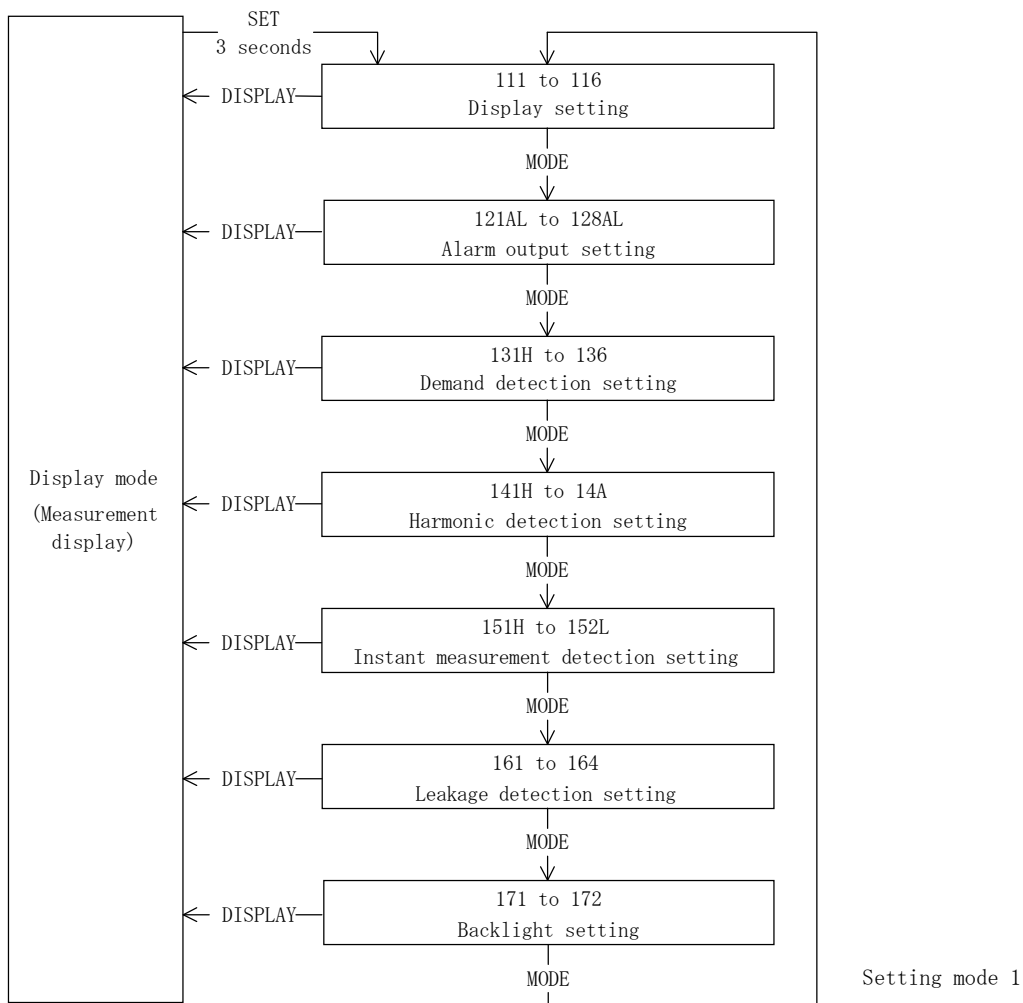 SET
3 seconds
111 to 116
Display setting
DISPLAY
MODE
121AL to 128AL
Alarm output setting
DISPLAY
MODE
131H to 136
Demand detection setting
DISPLAY
MODE
Display mode
(Measurement
display)
141H to 14A
Harmonic detection setting
DISPLAY
MODE
151H to 152L
Instant measurement detection setting
DISPLAY
MODE
161 to 164
Leakage detection setting
DISPLAY
MODE
171 to 172
Backlight setting
DISPLAY
MODE
Setting mode 1